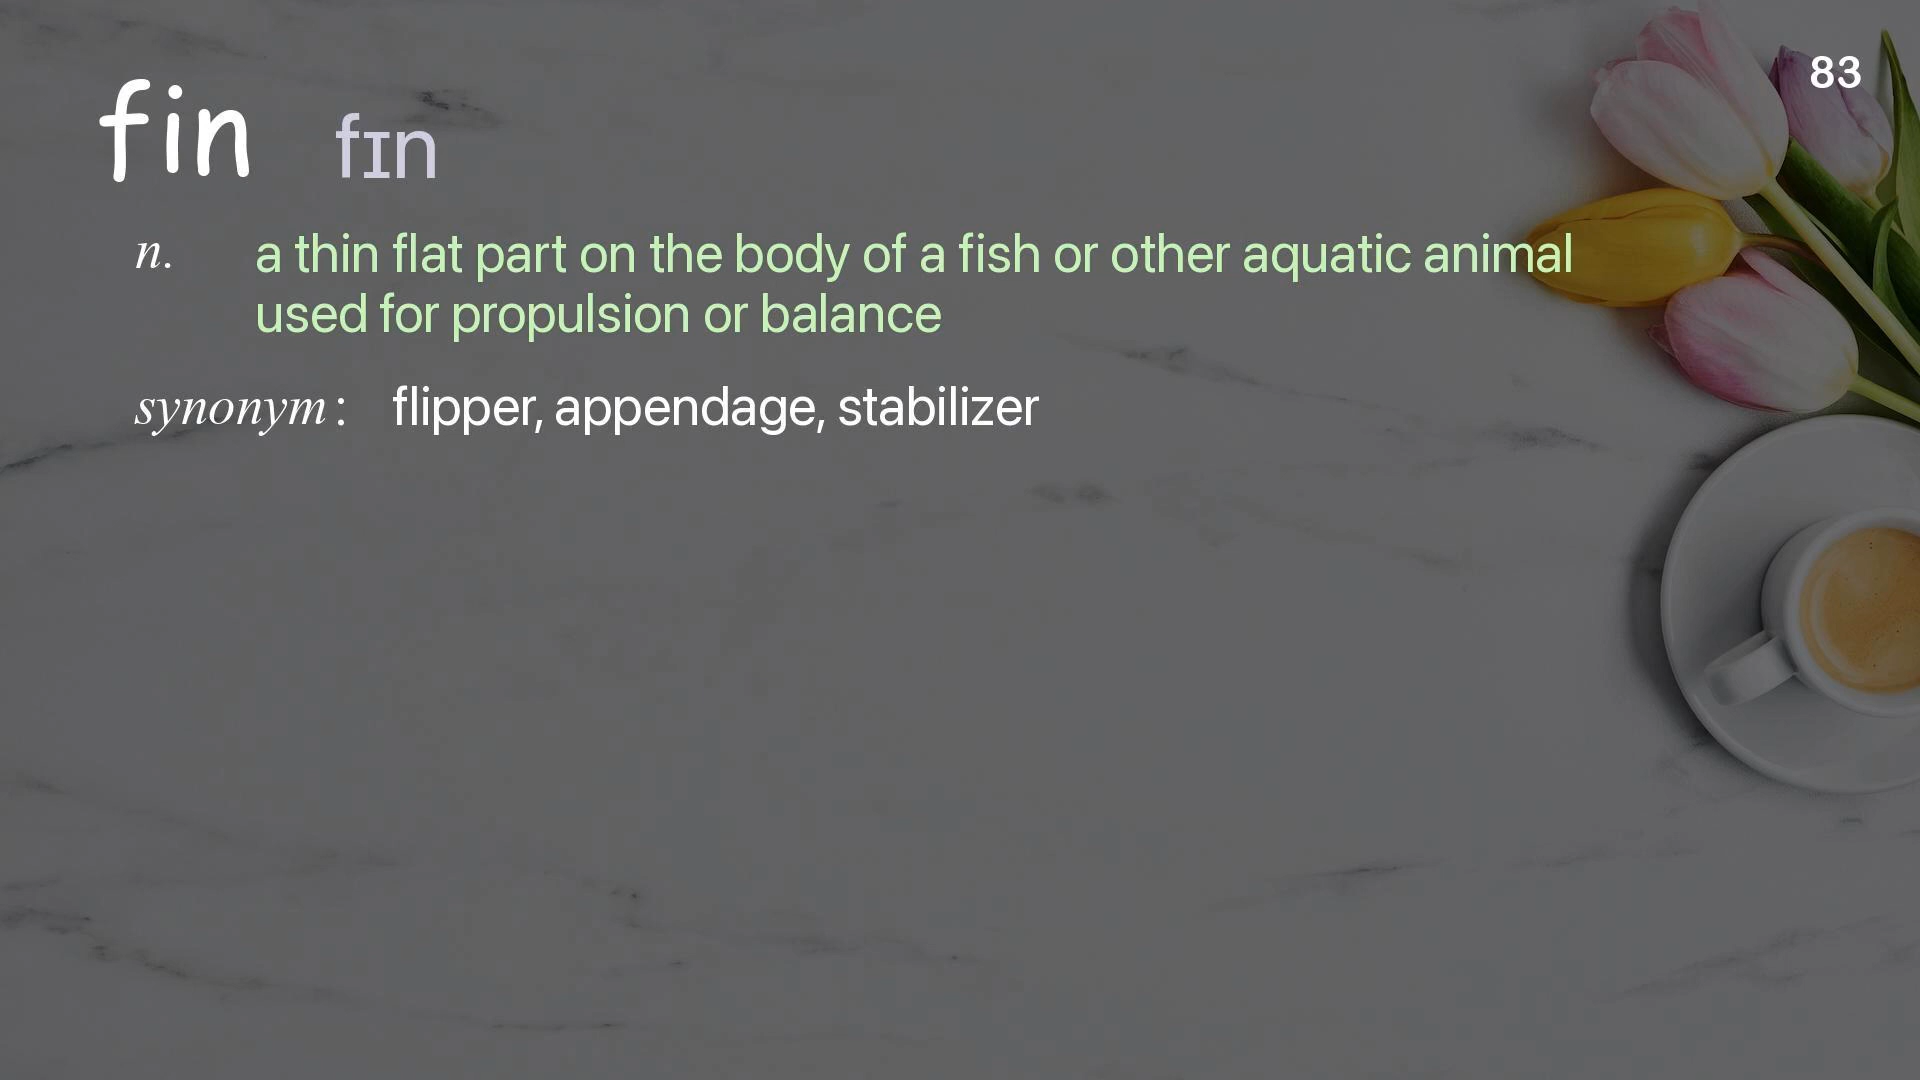 83
fin fɪn
n. a thin flat part on the body of a fish or other aquatic animal
used for propulsion or balance
synonym : flipper, appendage, stabilizer